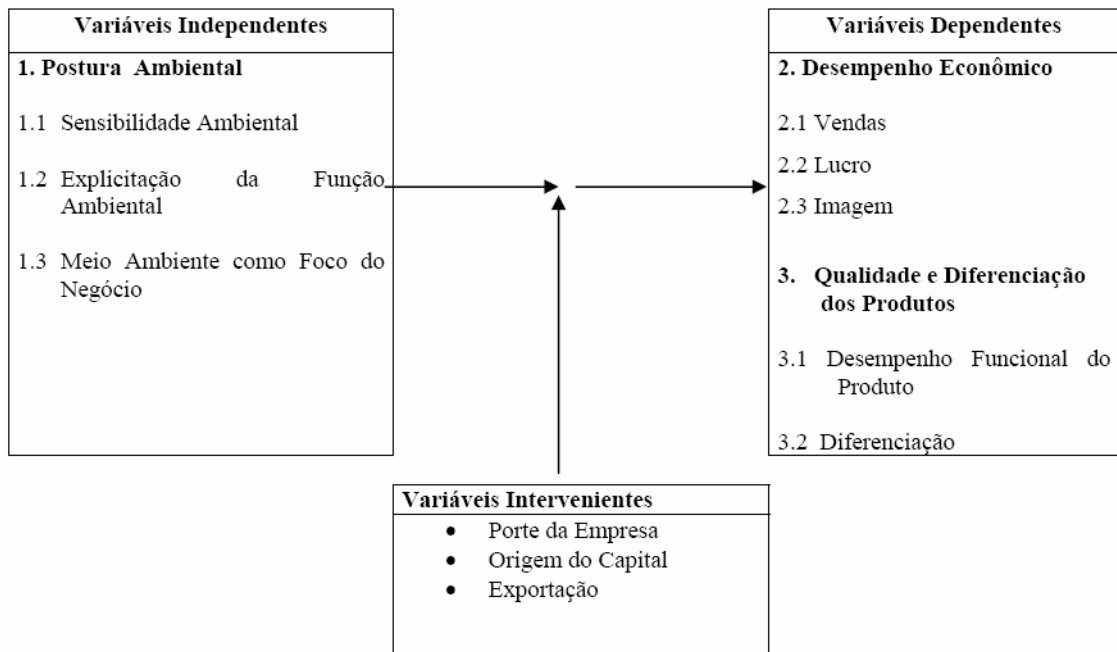 Variáveis Independentes
1. Postura Ambiental
1.1 Sensibilidade Ambiental
1.2 Explicitação da Função
Ambiental
1.3 Meio Ambiente como Foco do
Negócio
Variáveis Dependentes
2. Desempenho Econômico
2.1 Vendas
2.2 Lucro
2.3 Imagem
3. Qualidade e Diferenciação
dos Produtos
3.1 Desempenho Funcional do
Produto
3.2 Diferenciação
Variáveis Intervenientes
• Porte da Empresa
• Origem do Capital
• Exportação